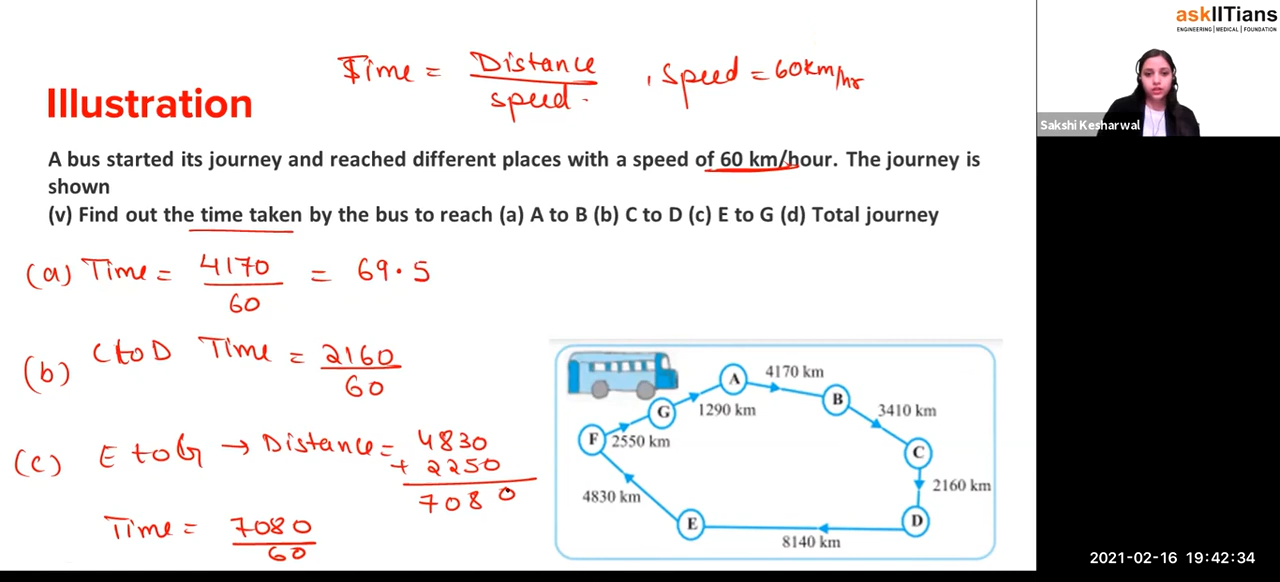 askIITians
ENGINEERING | MEDICAL | FOUNDATION
Time = Distance / speed. , Speed = 60km/hr
Illustration
Sakshi Kesharwal
A bus started its journey and reached different places with a speed of 60 km/hour. The journey is
shown
(v) Find out the time taken by the bus to reach (a) A to B (b) C to D (c) E to G (d) Total journey
(a) Time = 4170 / 60 = 69.5
(b) C to D Time = 2160 / 60
(c) E to G → Distance = 4830
+ 2250
7080
Time = 7080 / 60
A
4170 km
B
3410 km
C
2160 km
D
8140 km
E
4830 km
F
2550 km
G
1290 km
2021-02-16 19:42:34